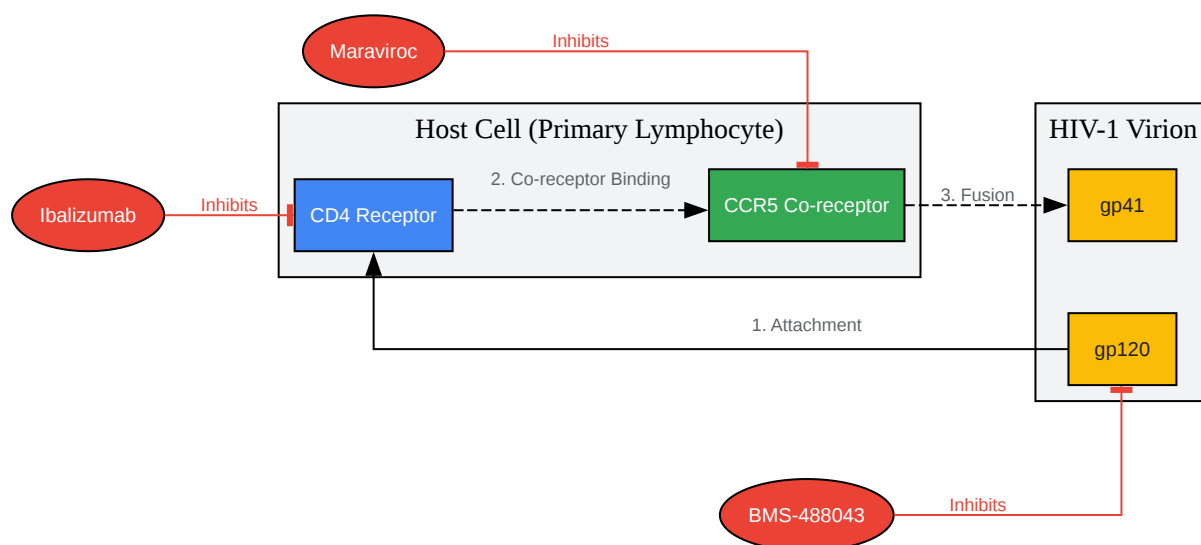 Maraviroc
Inhibits
Host Cell (Primary Lymphocyte)
HIV-1 Virion
2. Co-receptor Binding
Ibalizumab
Inhibits
CD4 Receptor
CCR5 Co-receptor
3. Fusion
gp41
1. Attachment
gp120
BMS-488043
Inhibits